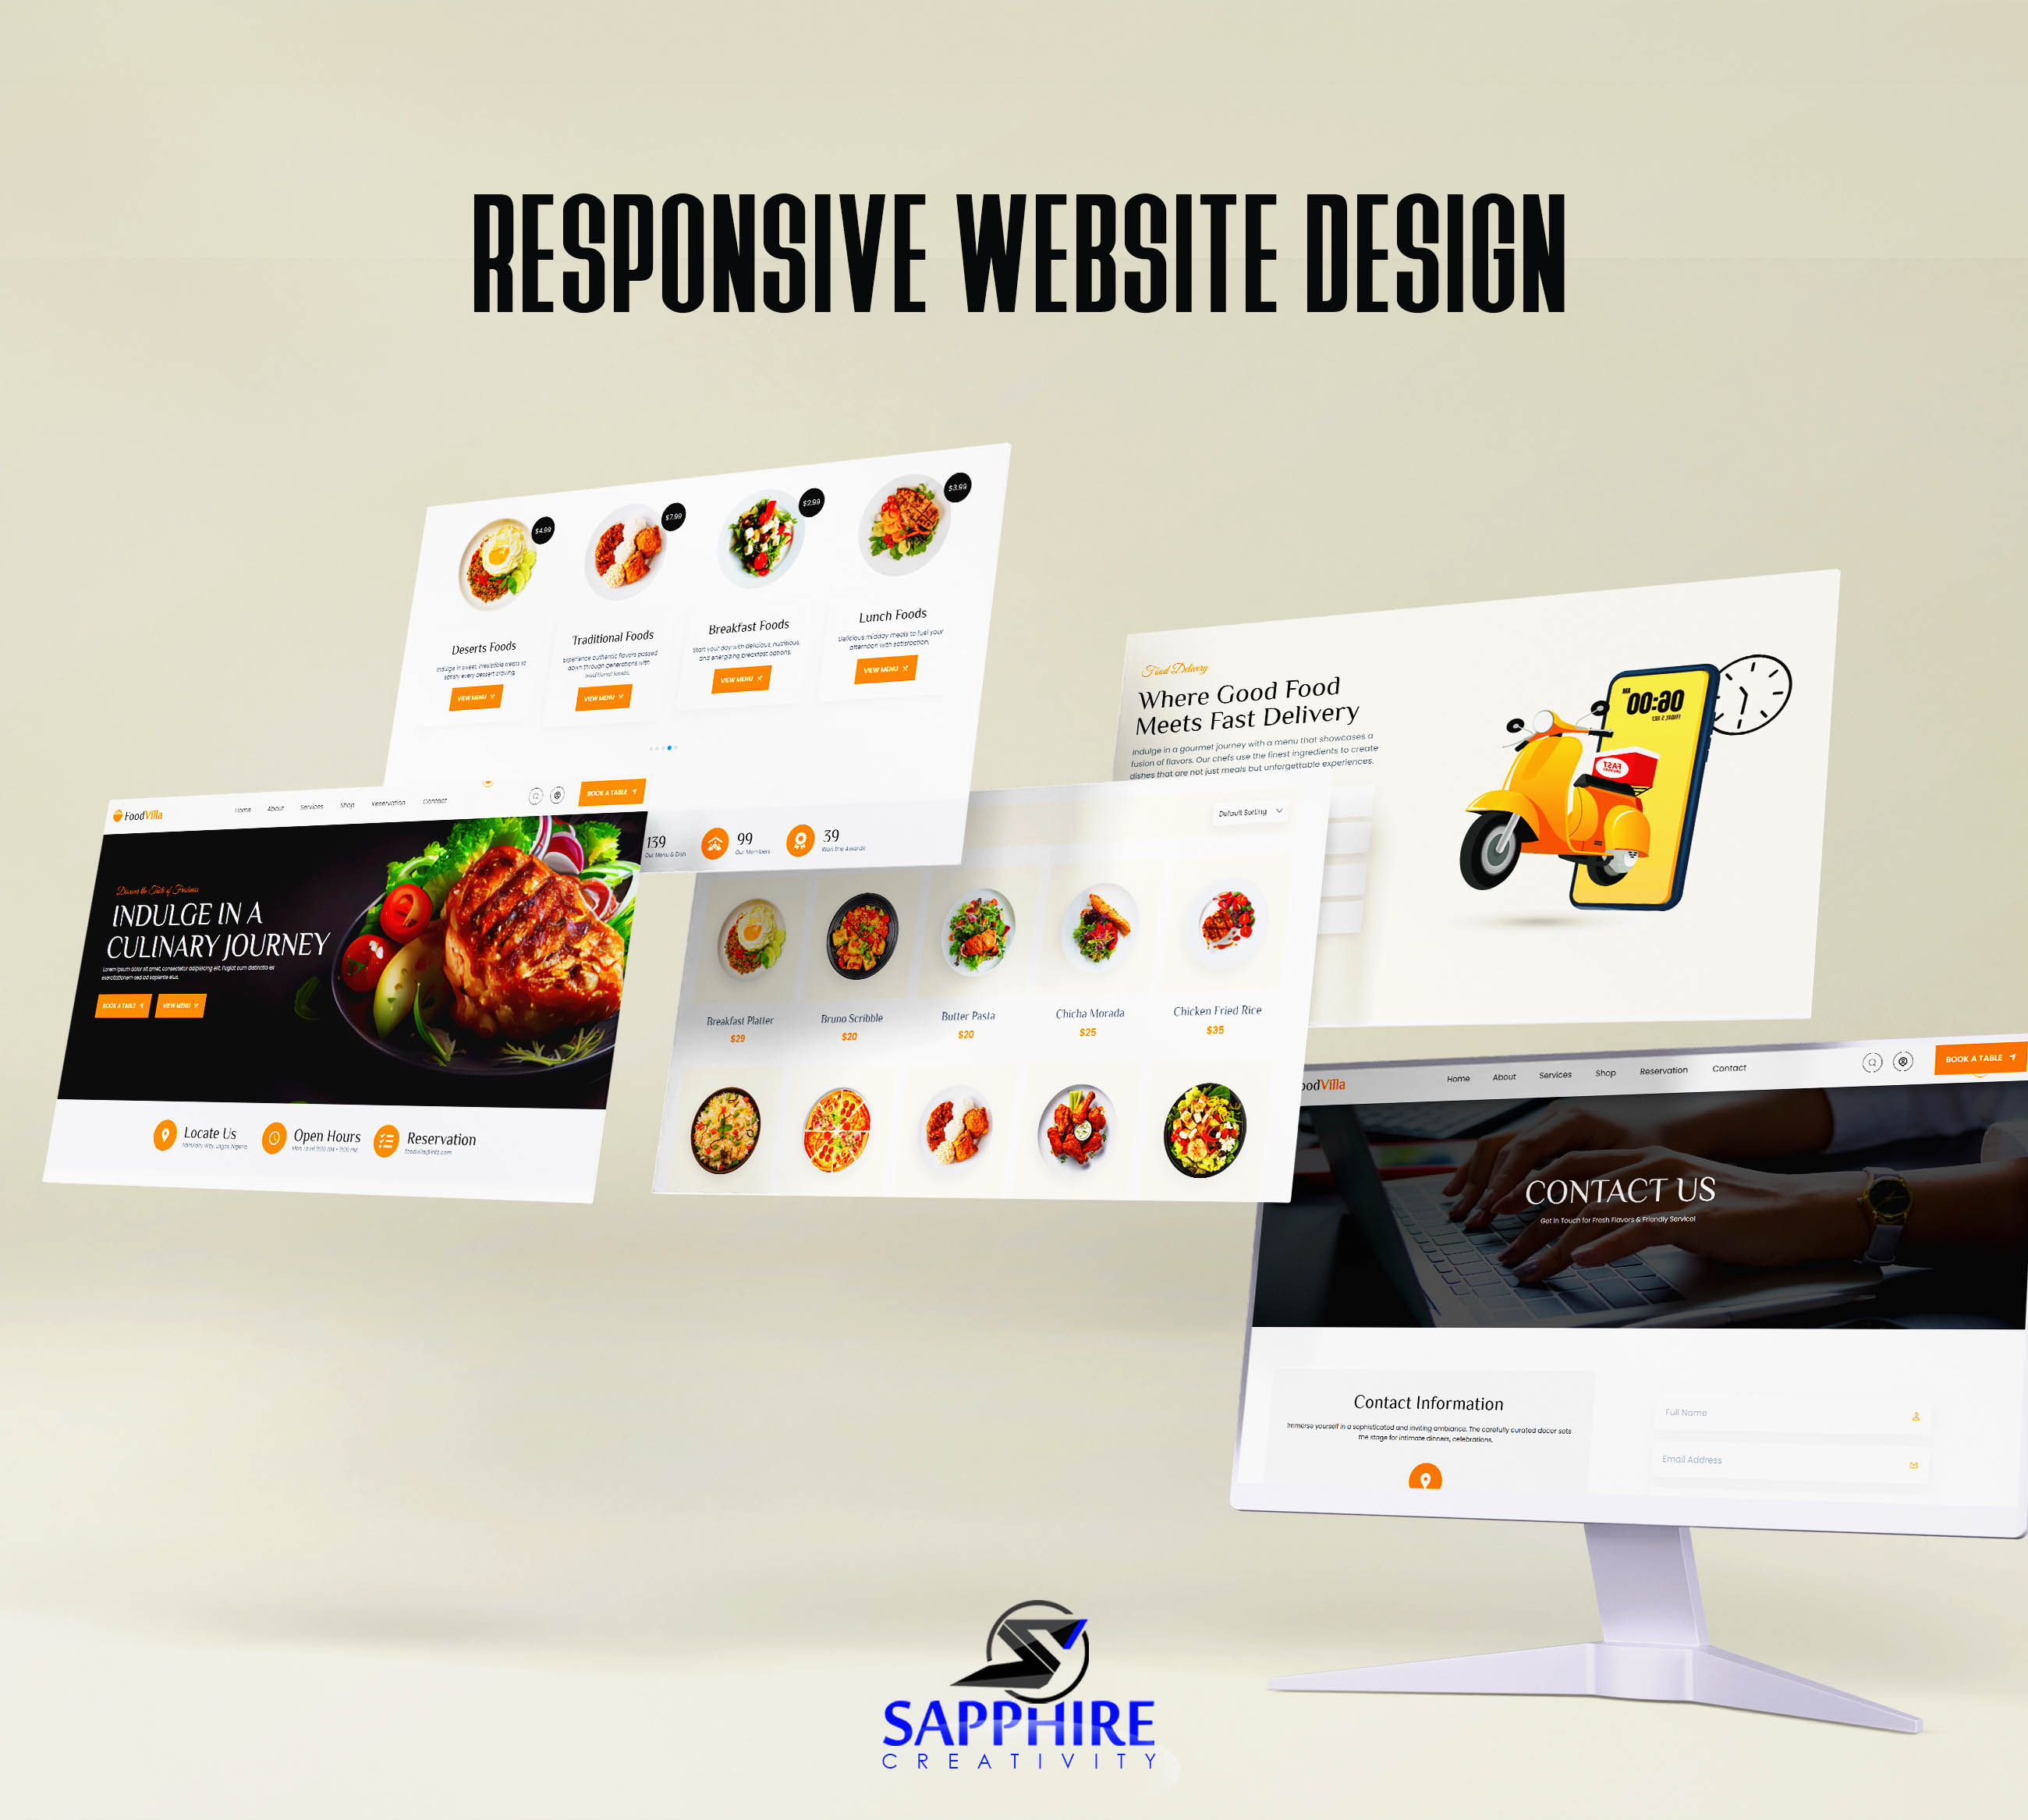 RESPONSIVE WEBSITE DESIGN
$4.99
$7.99
$2.99
$3.99
Deserts Foods
Indulge in sweet, irresistible treats to
satisfy every dessert craving.
VIEW MENU
Traditional Foods
Experience authentic flavors passed
down through generations with
traditional foods.
VIEW MENU
Breakfast Foods
Start your day with delicious, nutritious
and energizing breakfast options.
VIEW MENU
Lunch Foods
Delicious midday meals to fuel your
afternoon with satisfaction.
VIEW MENU
139
Our Menu & Dish
99
Our Members
39
Won the Awards
Food Delivery
Where Good Food
Meets Fast Delivery
Indulge in a gourmet journey with a menu that showcases a
fusion of flavors. Our chefs use the finest ingredients to create
dishes that are not just meals but unforgettable experiences.
00:30
AM
FAST
FoodVilla
Home About Services Shop Reservation Contact
BOOK A TABLE
Discover the Taste of Freshness
INDULGE IN A
CULINARY JOURNEY
Lorem ipsum dolor sit amet, consectetur adipisicing elit. Fugiat cum distinctio ex
exercitationem sed ad sapiente eius.
BOOK A TABLE
VIEW MENU
Locate Us
Open Hours
Reservation
Default Sorting
Breakfast Platter
$29
Bruno Scribble
$20
Butter Pasta
$20
Chicha Morada
$25
Chicken Fried Rice
$35
oodVilla
Home About Services Shop Reservation Contact
BOOK A TABLE
CONTACT US
Get in Touch for Fresh Flavors & Friendly Service!
Contact Information
Immerse yourself in a sophisticated and inviting ambiance. The carefully curated decor sets
the stage for intimate dinners, celebrations.
Full Name
Email Address
SAPPHIRE
CREATIVITY